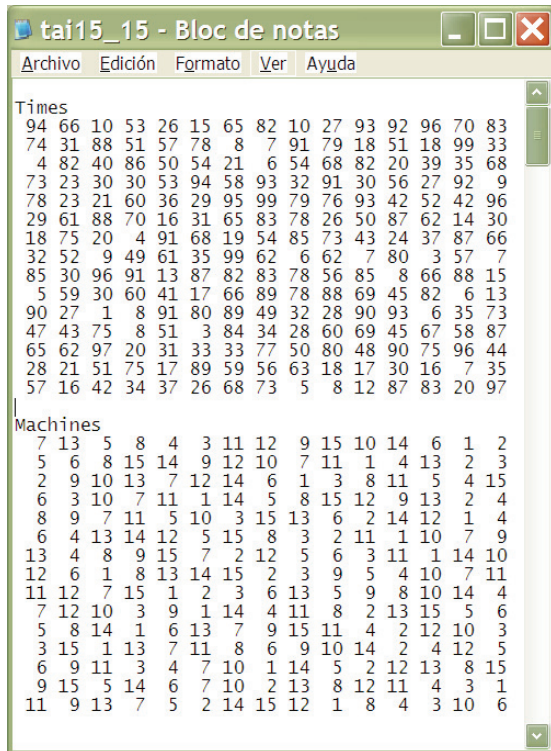 tai15_15 - Bloc de notas
Archivo Edición Formato Ver Ayuda
Times
94 66 10 53 26 15 65 82 10 27 93 92 96 70 83
74 31 88 51 57 78 8 7 91 79 18 51 18 99 33
4 82 40 86 50 54 21 6 54 68 82 20 39 35 68
73 23 30 30 53 94 58 93 32 91 30 56 27 92 9
78 23 21 60 36 29 95 99 79 76 93 42 52 42 96
29 61 88 70 16 31 65 83 78 26 50 87 62 14 30
18 75 20 4 91 68 19 54 85 73 43 24 37 87 66
32 52 9 49 61 35 99 62 6 62 7 80 3 57 7
85 30 96 91 13 87 82 83 78 56 85 8 66 88 15
5 59 30 60 41 17 66 89 78 88 69 45 82 6 13
90 27 1 8 91 80 89 49 32 28 90 93 6 35 73
47 43 75 8 51 3 84 34 28 60 69 45 67 58 87
65 62 97 20 31 33 33 77 50 80 48 90 75 96 44
28 21 51 75 17 89 59 56 63 18 17 30 16 7 35
57 16 42 34 37 26 68 73 5 8 12 87 83 20 97
Machines
7 13 5 8 4 3 11 12 9 15 10 14 6 1 2
5 6 8 15 14 9 12 10 7 11 1 4 13 2 3
2 9 10 13 7 12 14 6 1 3 8 11 5 4 15
6 3 10 7 11 1 14 5 8 15 12 9 13 2 4
8 9 7 11 5 10 3 15 13 6 2 14 12 1 4
6 4 13 14 12 5 15 8 3 2 11 1 10 7 9
13 4 8 9 15 7 2 12 5 6 3 11 1 14 10
12 6 1 8 13 14 15 2 3 9 5 4 10 7 11
11 12 7 15 1 2 3 6 13 5 9 8 10 14 4
7 12 10 3 9 1 14 4 11 8 2 13 15 5 6
5 8 14 1 6 13 7 9 15 11 4 2 12 10 3
3 15 1 13 7 11 8 6 9 10 14 2 4 12 5
6 9 11 3 4 7 10 1 14 5 2 12 13 8 15
9 15 5 14 6 7 10 2 13 8 12 11 4 3 1
11 9 13 7 5 2 14 15 12 1 8 4 3 10 6